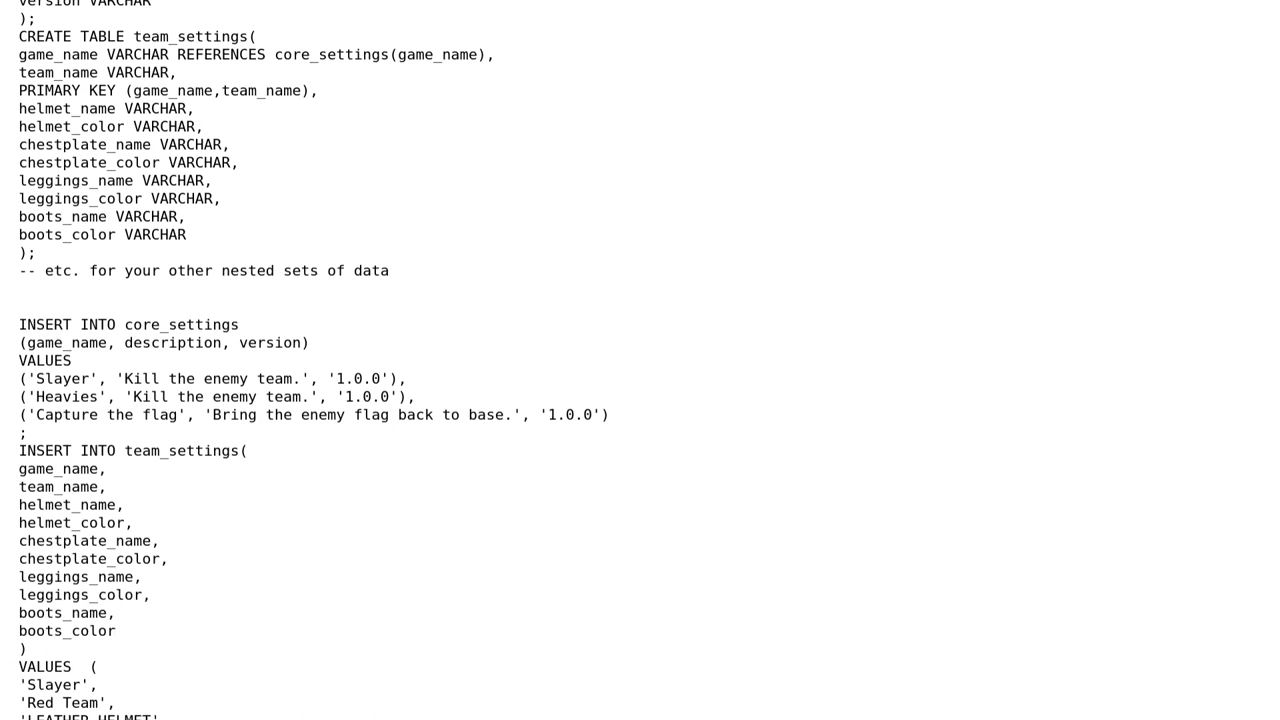 version VARCHAR
);
CREATE TABLE team_settings(
game_name VARCHAR REFERENCES core_settings(game_name),
team_name VARCHAR,
PRIMARY KEY (game_name,team_name),
helmet_name VARCHAR,
helmet_color VARCHAR,
chestplate_name VARCHAR,
chestplate_color VARCHAR,
leggings_name VARCHAR,
leggings_color VARCHAR,
boots_name VARCHAR,
boots_color VARCHAR
);
-- etc. for your other nested sets of data
INSERT INTO core_settings
(game_name, description, version)
VALUES
('Slayer', 'Kill the enemy team.', '1.0.0'),
('Heavies', 'Kill the enemy team.', '1.0.0'),
('Capture the flag', 'Bring the enemy flag back to base.', '1.0.0')
;
INSERT INTO team_settings(
game_name,
team_name,
helmet_name,
helmet_color,
chestplate_name,
chestplate_color,
leggings_name,
leggings_color,
boots_name,
boots_color
)
VALUES  (
'Slayer',
'Red Team',
'LEATHER_HELMET'